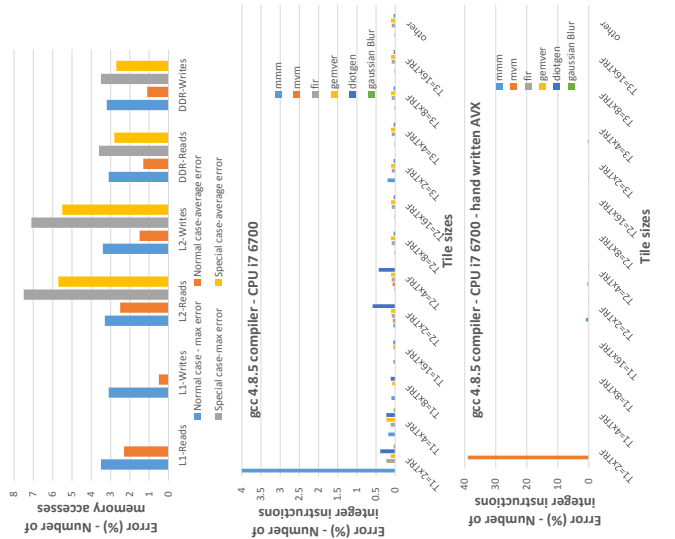 Error (%) - Number of
memory accesses
8
7
6
5
4
3
2
1
0
L1-Reads
L1-Writes
L2-Reads
L2-Writes
DDR-Reads
DDR-Writes
Normal case - max error
Normal case-average error
Special case-max error
Special case-average error
gcc 4.8.5 compiler - CPU i7 6700
Error (%) - Number of
integer instructions
4
3.5
3
2.5
2
1.5
1
0.5
0
mmm
mvm
fir
gemver
diotgen
gaussian Blur
T1=2xTRF
T1=4xTRF
T1=8xTRF
T1=16xTRF
T2=2xTRF
T2=4xTRF
T2=8xTRF
T2=16xTRF
T3=2xTRF
T3=4xTRF
T3=8xTRF
T3=16xTRF
other
Tile sizes
gcc 4.8.5 compiler - CPU i7 6700 - hand written AVX
Error (%) - Number of
integer instructions
40
30
20
10
0
mmm
mvm
fir
gemver
diotgen
gaussian Blur
T1=2xTRF
T1=4xTRF
T1=8xTRF
T1=16xTRF
T2=2xTRF
T2=4xTRF
T2=8xTRF
T2=16xTRF
T3=2xTRF
T3=4xTRF
T3=8xTRF
T3=16xTRF
other
Tile sizes